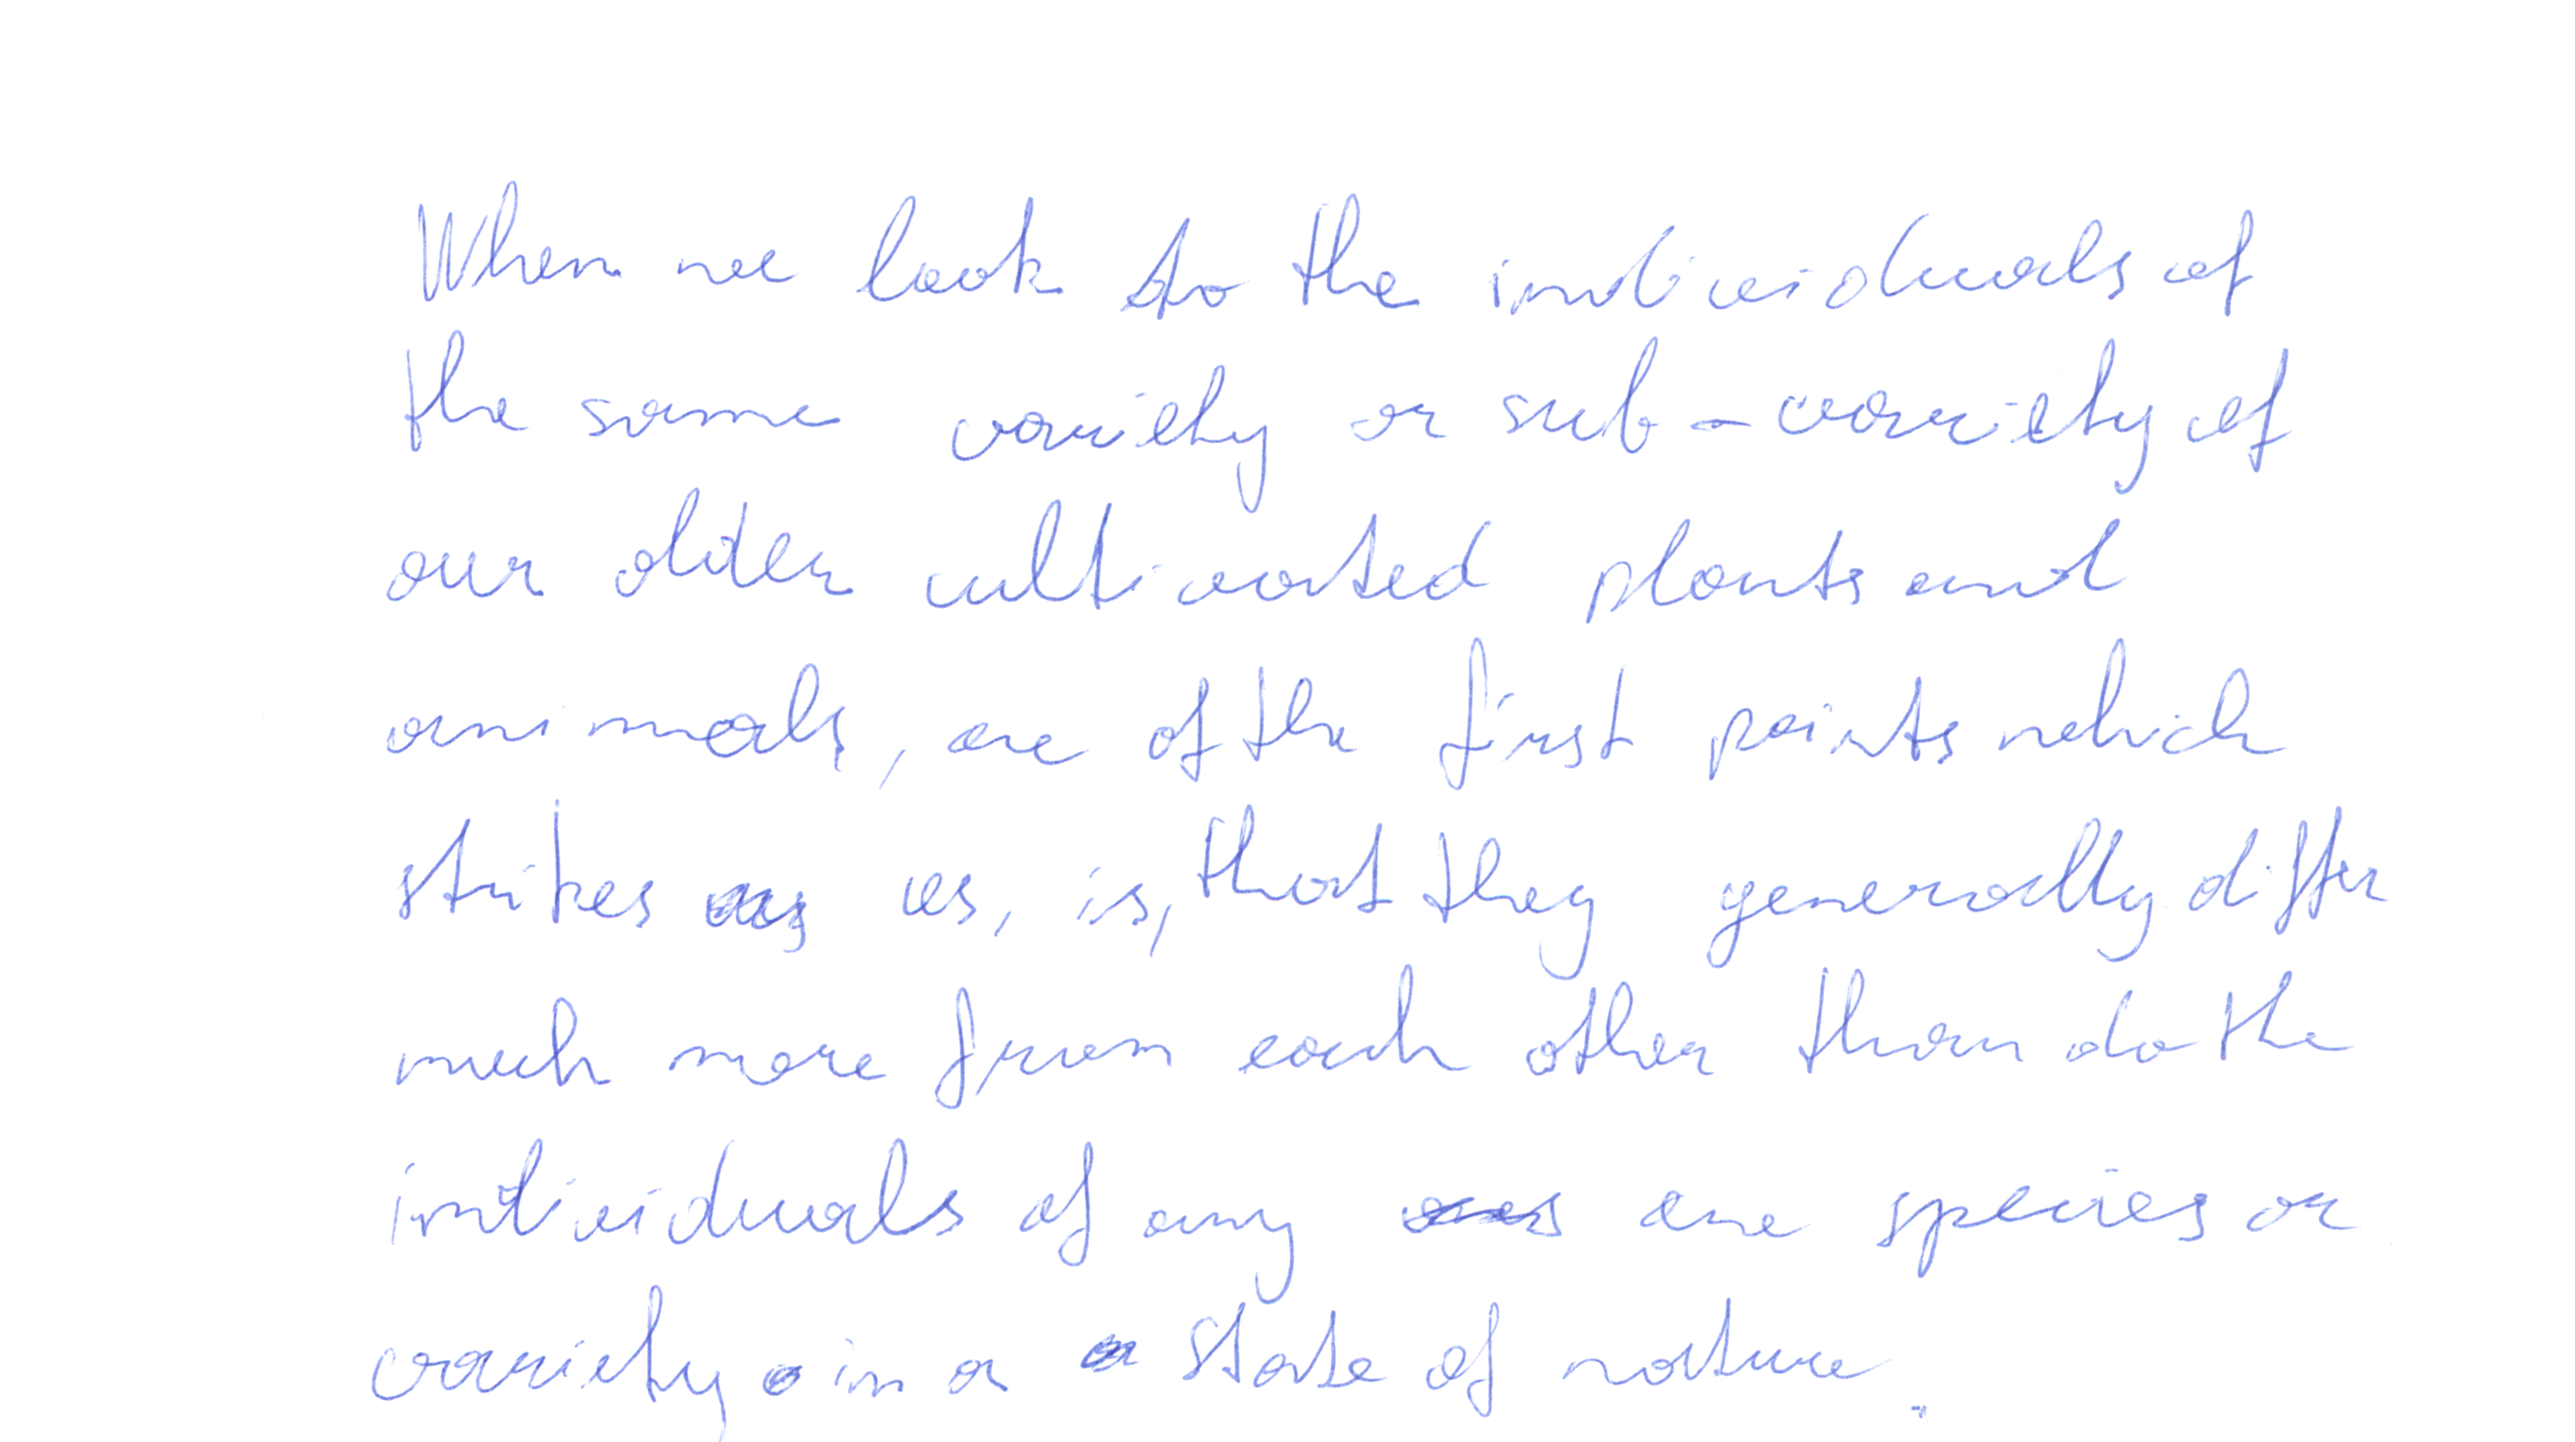 When we look to the individuals of
the same variety or sub-variety of
our older cultivated plants and
animals, one of the first points which
strikes us, is, that they generally differ
much more from each other than do the
individuals of any one species or
variety in a state of nature.